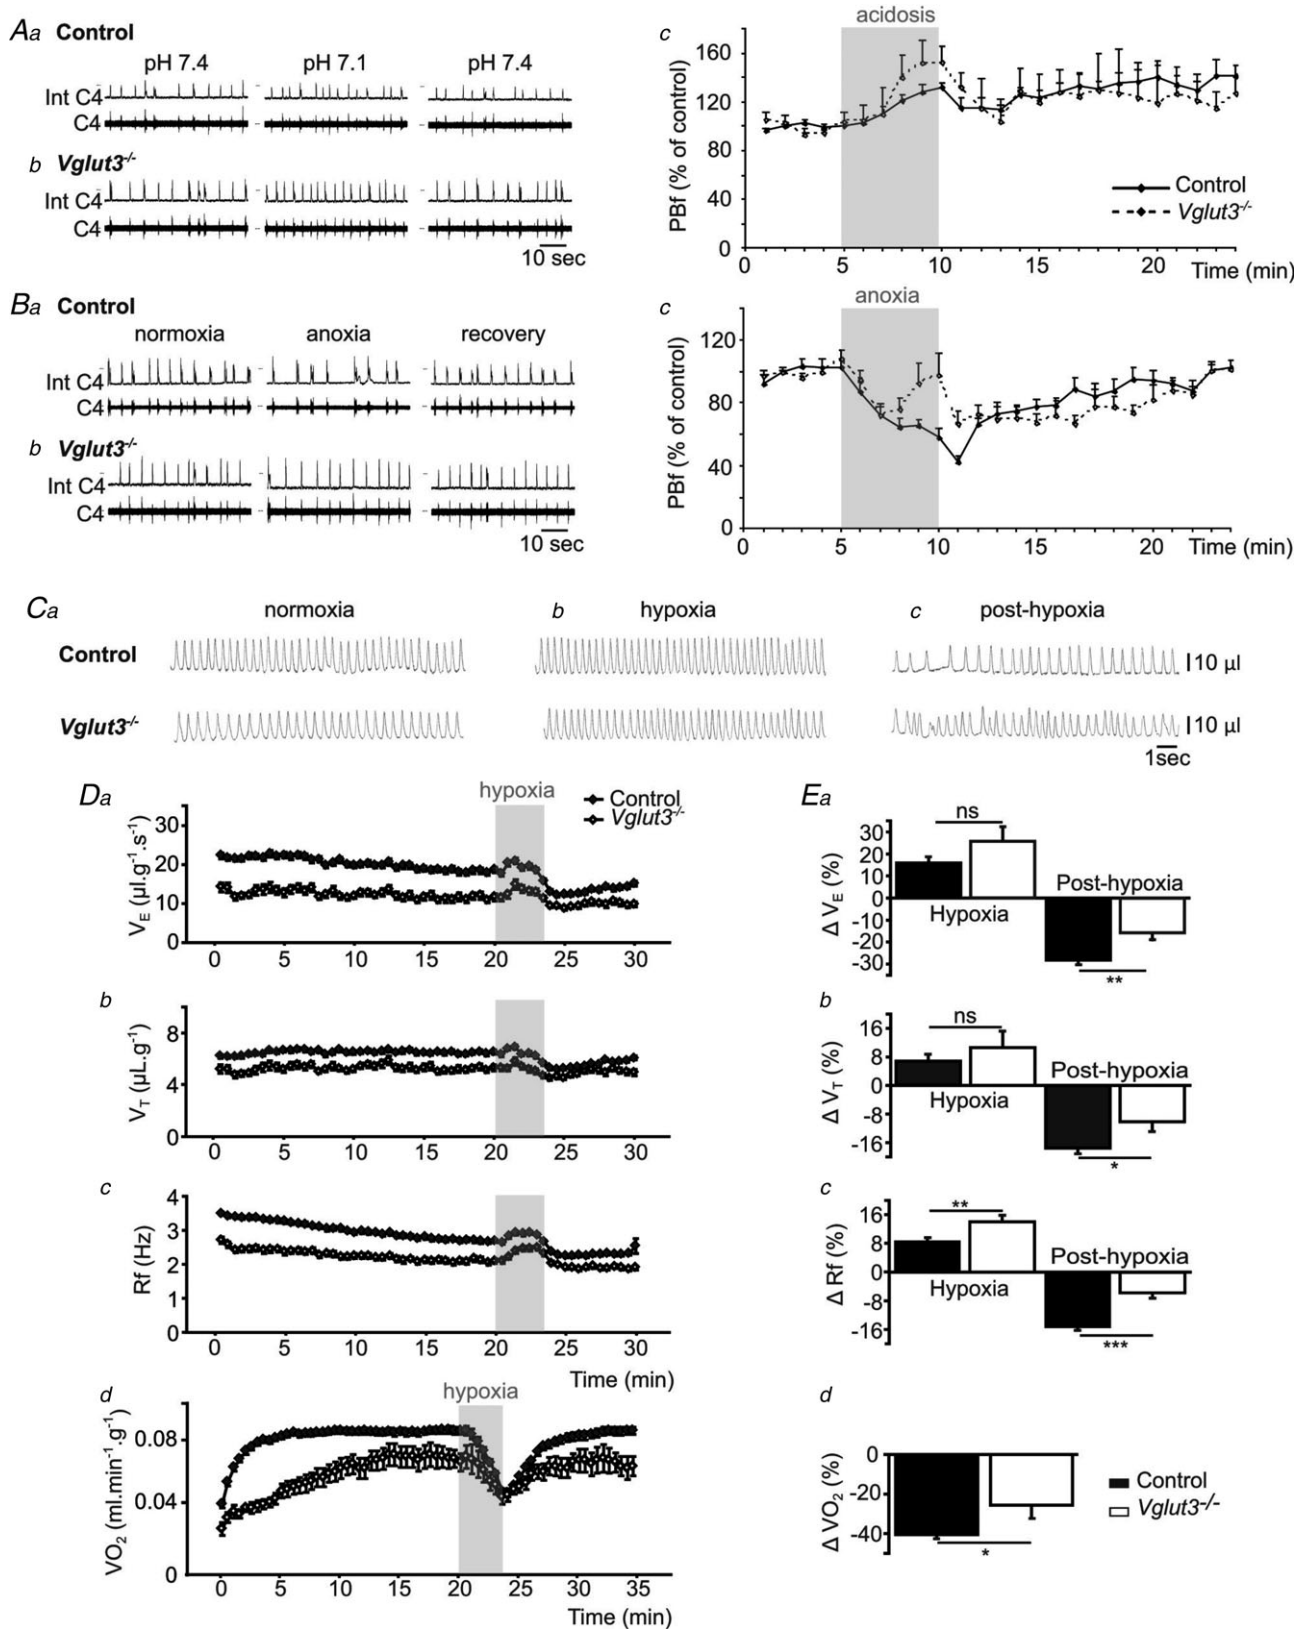 Aa Control
pH 7.4 pH 7.1 pH 7.4
Int C4
C4
b Vglut3-/-
Int C4
C4
10 sec
c
acidosis
PBf (% of control)
160
120
80
40
0
Control
Vglut3-/-
0 5 10 15 20 Time (min)
Ba Control
normoxia anoxia recovery
Int C4
C4
b Vglut3-/-
Int C4
C4
10 sec
c
anoxia
PBf (% of control)
120
80
40
0
0 5 10 15 20 Time (min)
Ca normoxia b hypoxia c post-hypoxia
Control
10 µl
Vglut3-/-
10 µl
1sec
Da
hypoxia
Control
Vglut3-/-
VE (µl.g-1.s-1)
30
20
10
0
0 5 10 15 20 25 30
b
VT (µL.g-1)
8
4
0
0 5 10 15 20 25 30
c
Rf (Hz)
4
3
2
1
0
0 5 10 15 20 25 30
Time (min)
d
hypoxia
VO2 (ml.min-1.g-1)
0.08
0.04
0
0 5 10 15 20 25 30 35
Time (min)
Ea
Δ VE (%)
30
20
10
0
-10
-20
-30
ns
Hypoxia
Post-hypoxia
**
b
Δ VT (%)
16
8
0
-8
-16
ns
Hypoxia
Post-hypoxia
*
c
Δ Rf (%)
16
8
0
-8
-16
**
Hypoxia
Post-hypoxia
***
d
Δ VO2 (%)
0
-20
-40
*
Control
Vglut3-/-